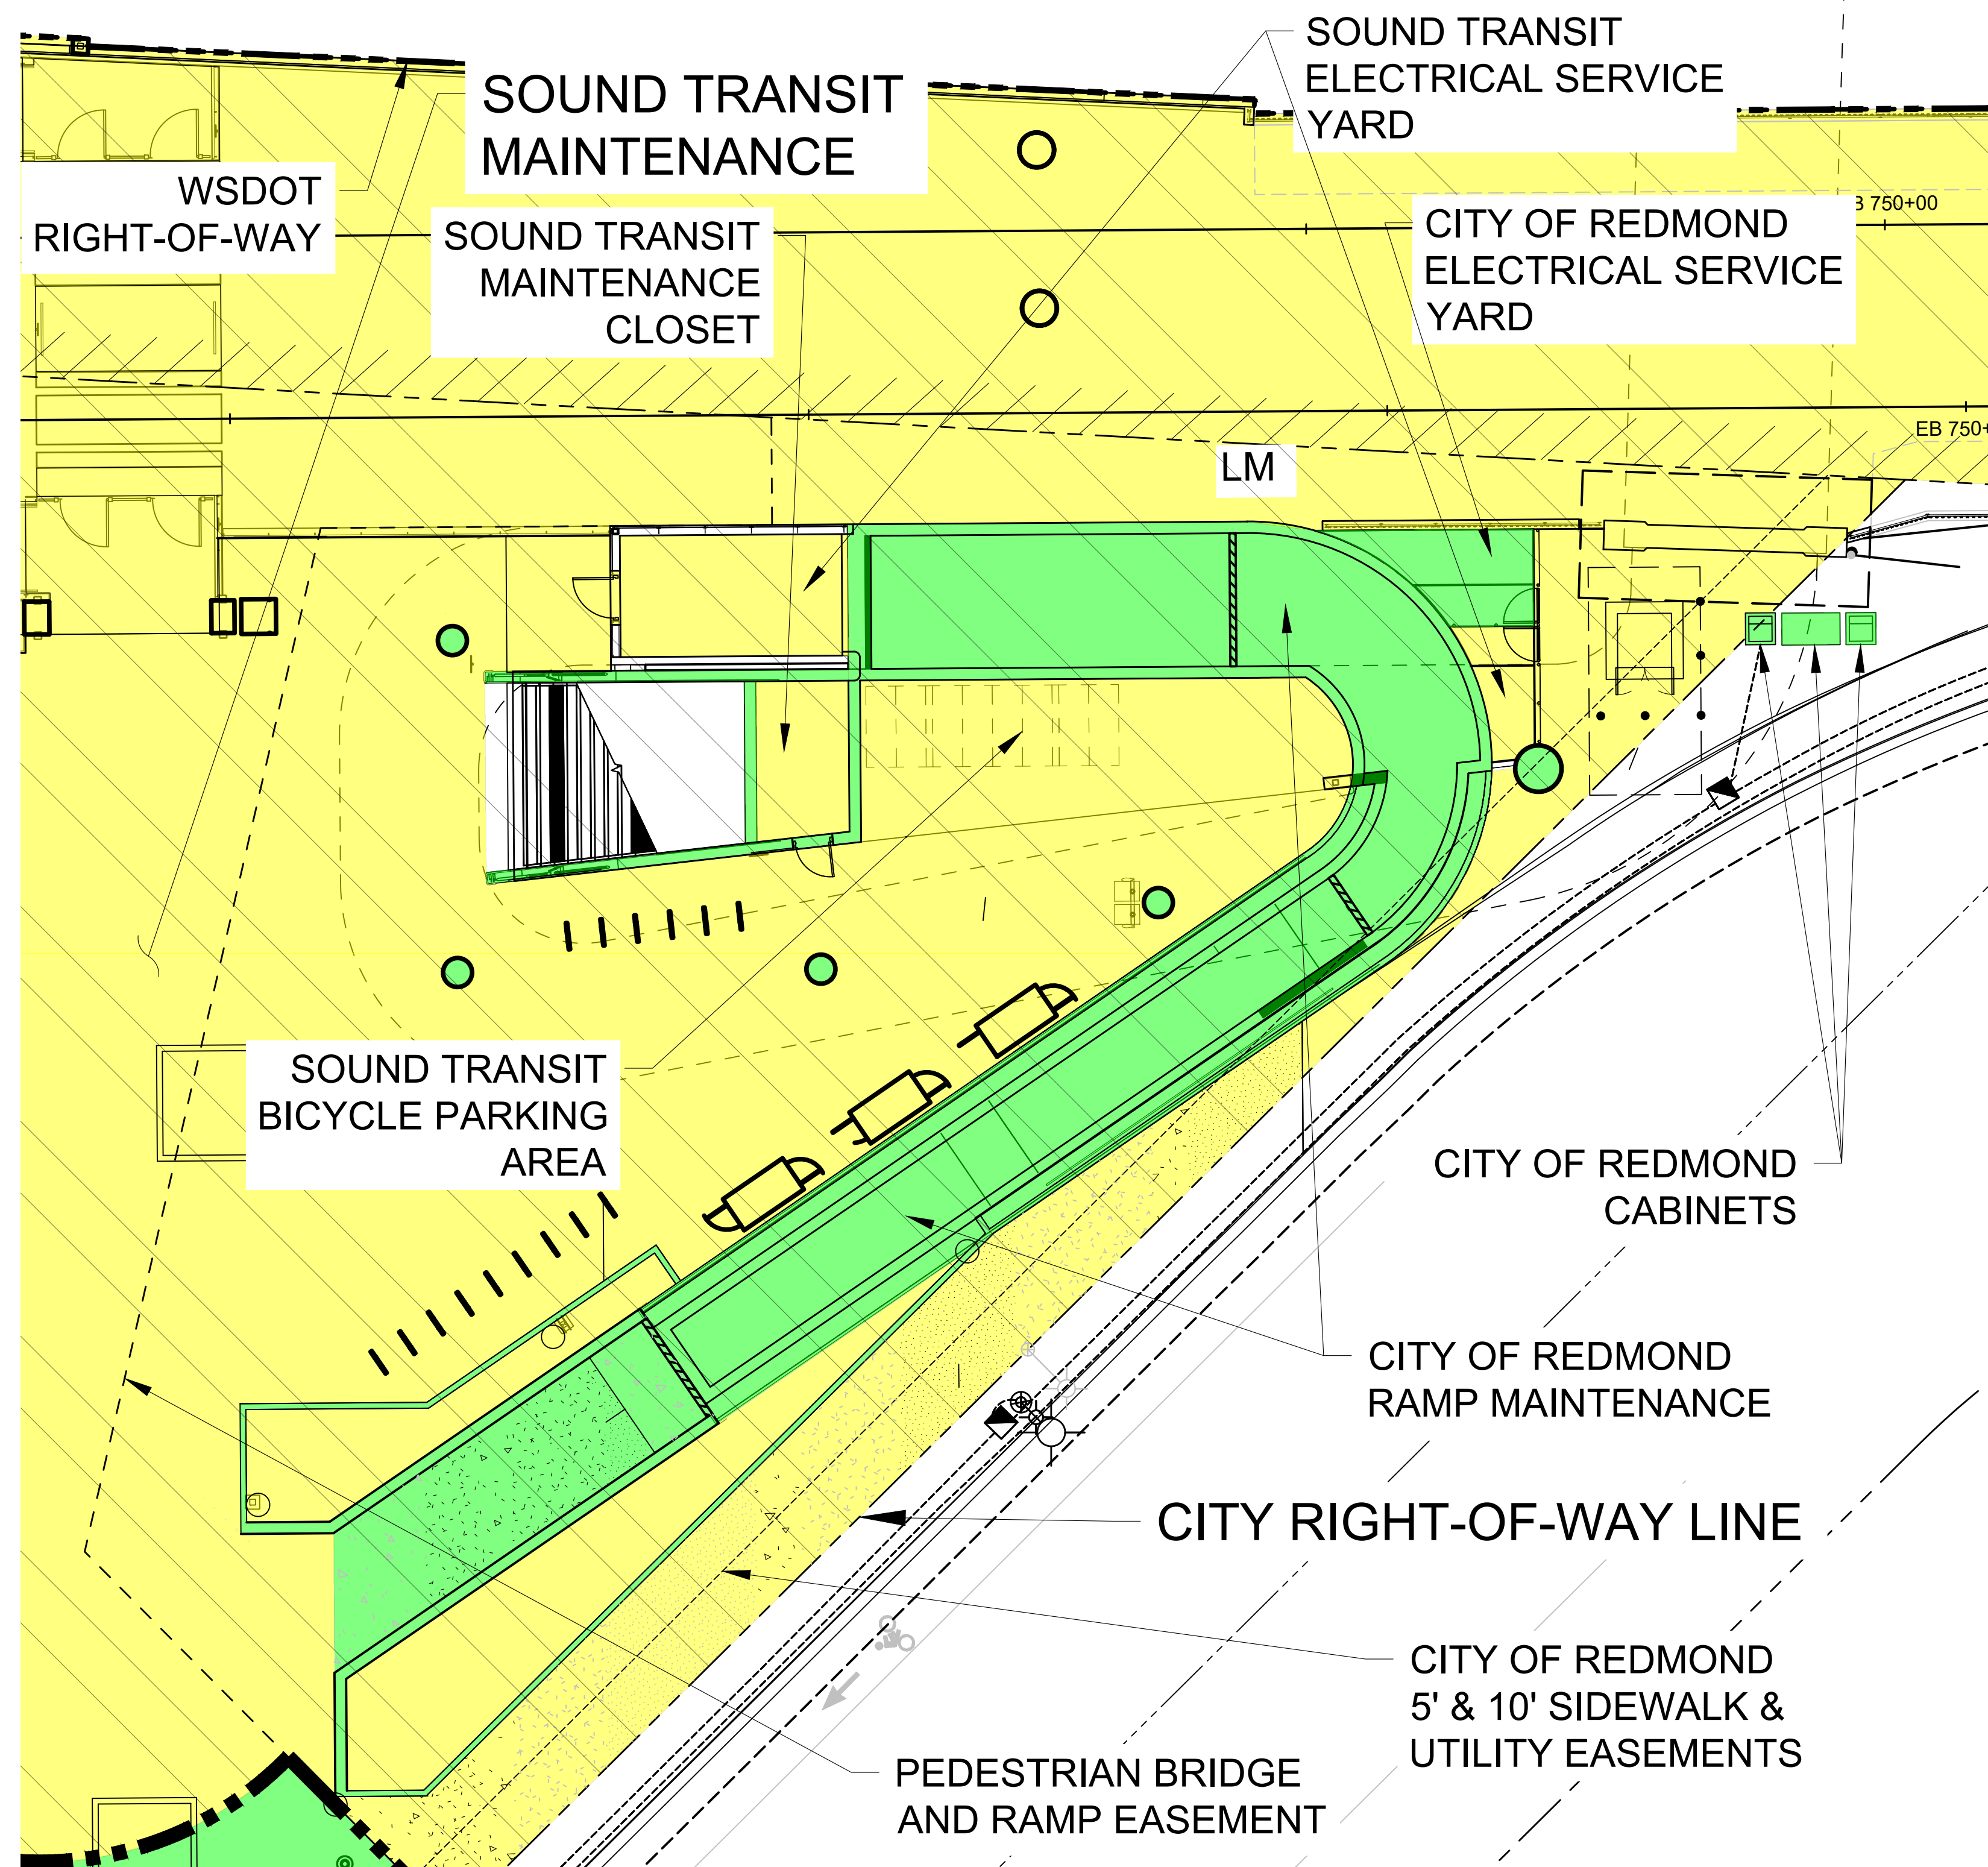 SOUND TRANSIT
ELECTRICAL SERVICE
YARD
SOUND TRANSIT
MAINTENANCE
WSDOT
RIGHT-OF-WAY
SOUND TRANSIT
MAINTENANCE
CLOSET
CITY OF REDMOND
ELECTRICAL SERVICE
YARD
750+00
EB 750+
LM
SOUND TRANSIT
BICYCLE PARKING
AREA
CITY OF REDMOND
CABINETS
CITY OF REDMOND
RAMP MAINTENANCE
CITY RIGHT-OF-WAY LINE
CITY OF REDMOND
5' & 10' SIDEWALK &
UTILITY EASEMENTS
PEDESTRIAN BRIDGE
AND RAMP EASEMENT